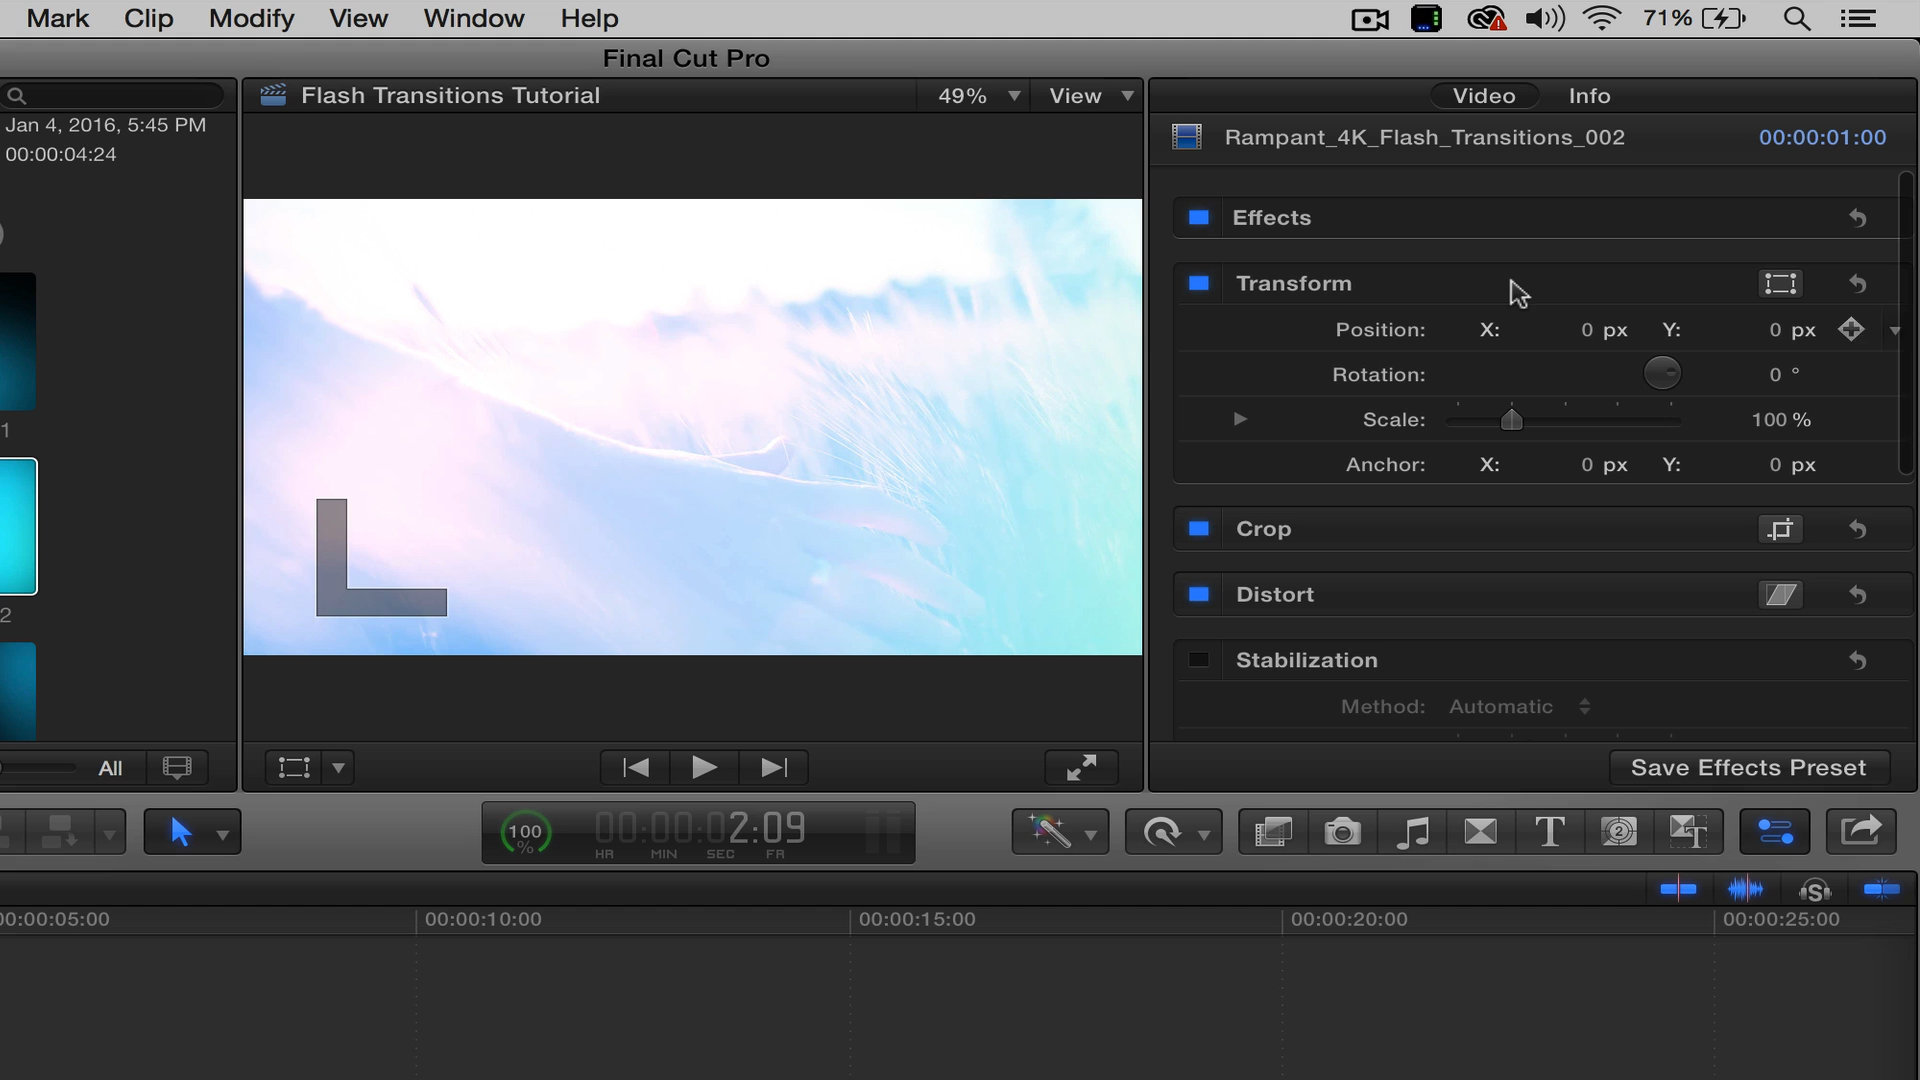 Mark Clip Modify View Window Help 71%
Final Cut Pro
Flash Transitions Tutorial 49% View Video Info
Jan 4, 2016, 5:45 PM
00:00:04:24
Rampant_4K_Flash_Transitions_002 00:00:01:00
Effects
Transform
Position: X: 0 px Y: 0 px
Rotation: 0 °
Scale: 100 %
Anchor: X: 0 px Y: 0 px
1
Crop
2
Distort
Stabilization
Method: Automatic
All
Save Effects Preset
100 % 00:00:02:09
HR MIN SEC FR
T 2 T
S
00:00:05:00 00:00:10:00 00:00:15:00 00:00:20:00 00:00:25:00